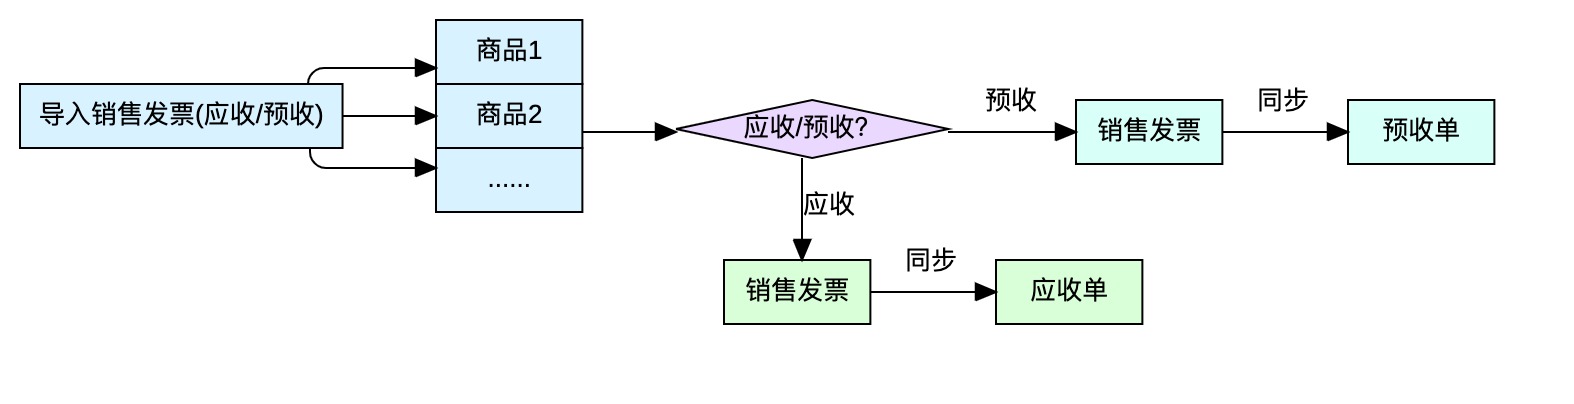 导入销售发票(应收/预收)
商品1
商品2
......
应收/预收?
预收
销售发票
同步
预收单
应收
销售发票
同步
应收单